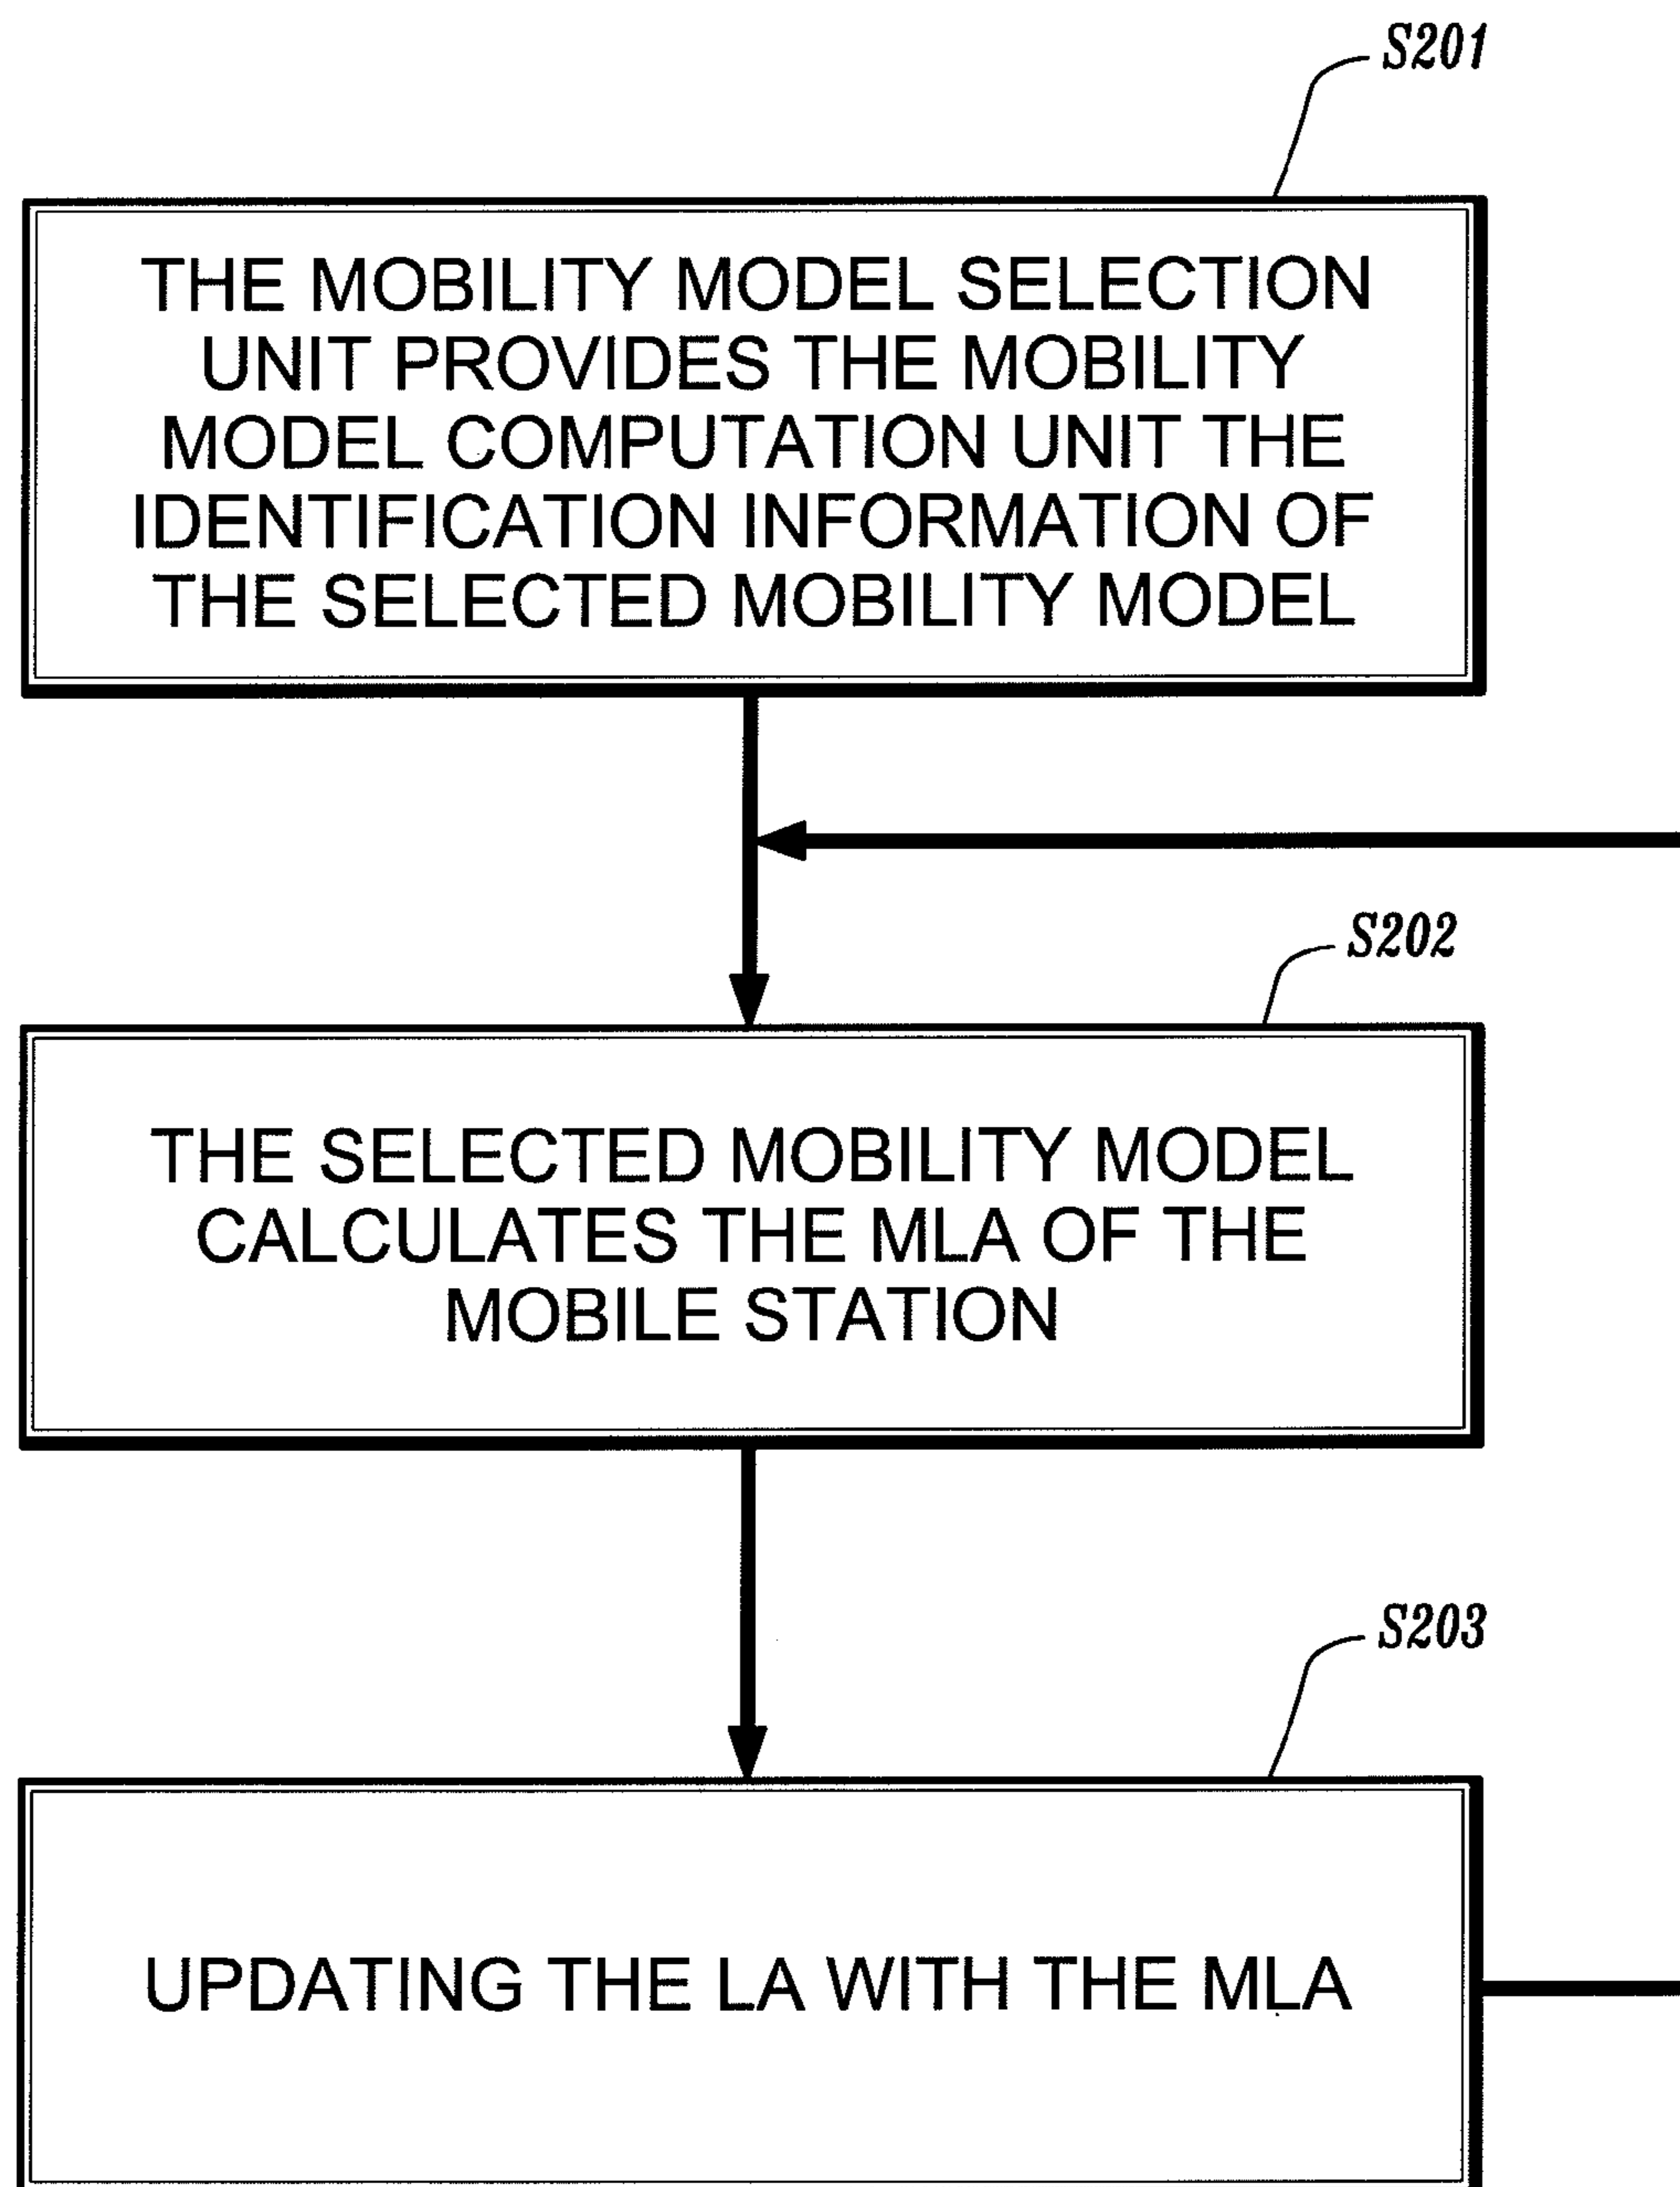 S201
THE MOBILITY MODEL SELECTION
UNIT PROVIDES THE MOBILITY
MODEL COMPUTATION UNIT THE
IDENTIFICATION INFORMATION OF
THE SELECTED MOBILITY MODEL
S202
THE SELECTED MOBILITY MODEL
CALCULATES THE MLA OF THE
MOBILE STATION
S203
UPDATING THE LA WITH THE MLA